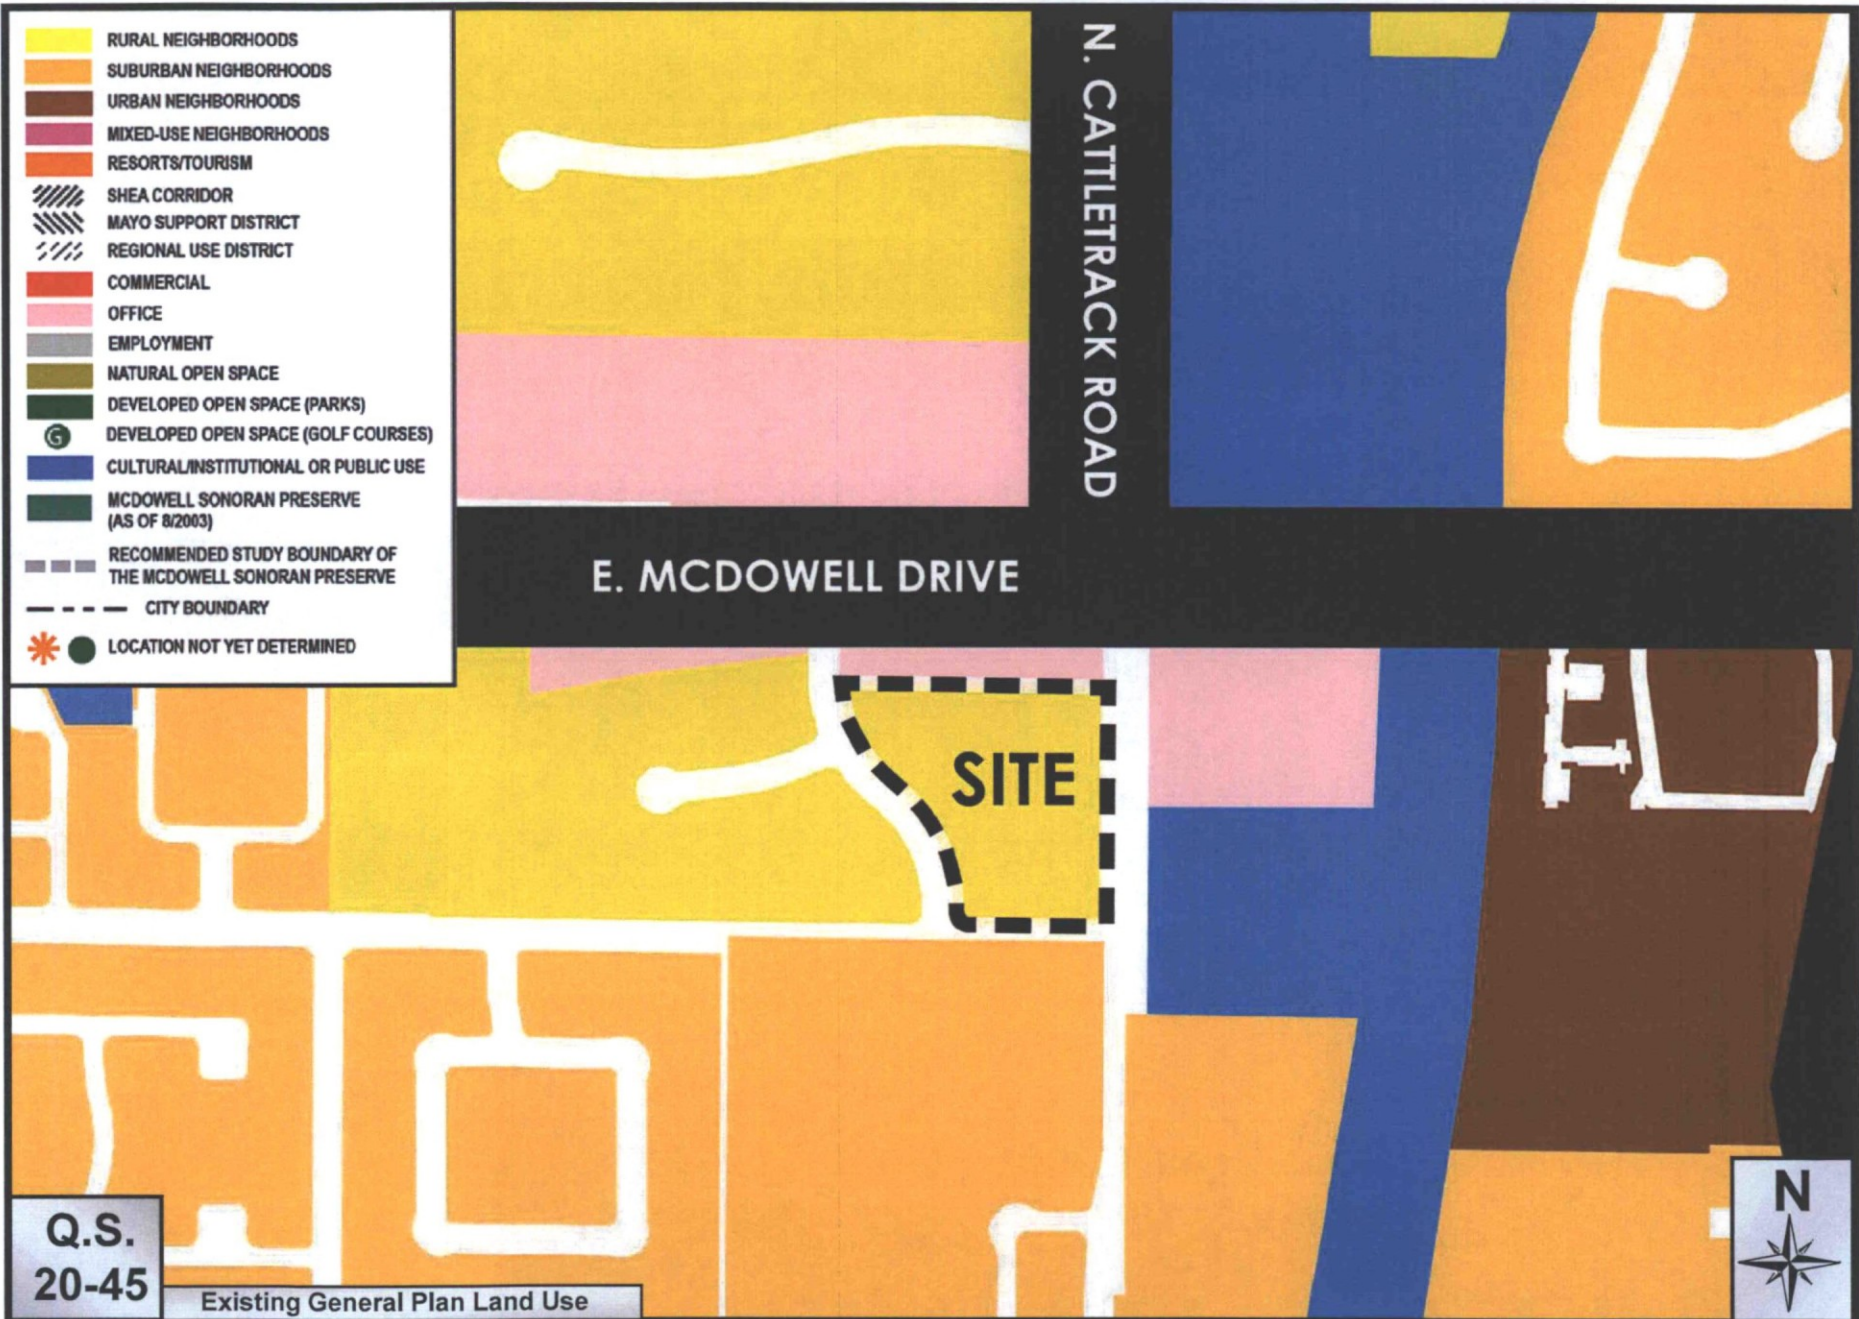 RURAL NEIGHBORHOODS
SUBURBAN NEIGHBORHOODS
URBAN NEIGHBORHOODS
MIXED-USE NEIGHBORHOODS
RESORTS/TOURISM
SHEA CORRIDOR
MAYO SUPPORT DISTRICT
REGIONAL USE DISTRICT
COMMERCIAL
OFFICE
EMPLOYMENT
NATURAL OPEN SPACE
DEVELOPED OPEN SPACE (PARKS)
G DEVELOPED OPEN SPACE (GOLF COURSES)
CULTURAL/INSTITUTIONAL OR PUBLIC USE
MCDOWELL SONORAN PRESERVE
(AS OF 8/2003)
RECOMMENDED STUDY BOUNDARY OF
THE MCDOWELL SONORAN PRESERVE
CITY BOUNDARY
LOCATION NOT YET DETERMINED
N. CATTLETRACK ROAD
E. MCDOWELL DRIVE
SITE
Q.S.
20-45
Existing General Plan Land Use
N